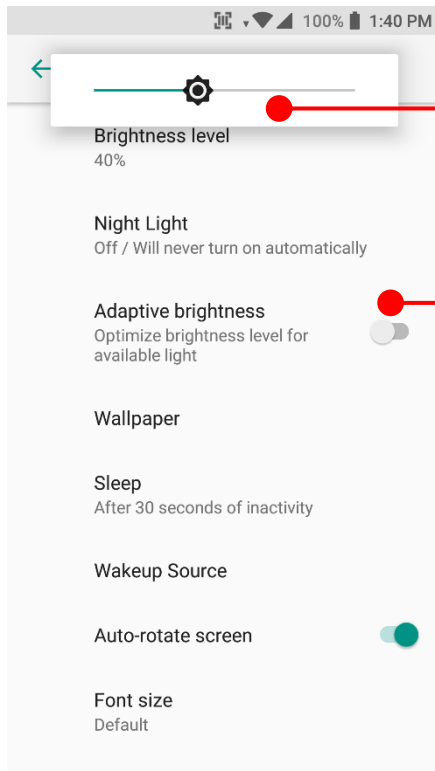 100% 1:40 PM
Brightness level
40%
Night Light
Off / Will never turn on automatically
Adaptive brightness
Optimize brightness level for
available light
Wallpaper
Sleep
After 30 seconds of inactivity
Wakeup Source
Auto-rotate screen
Font size
Default